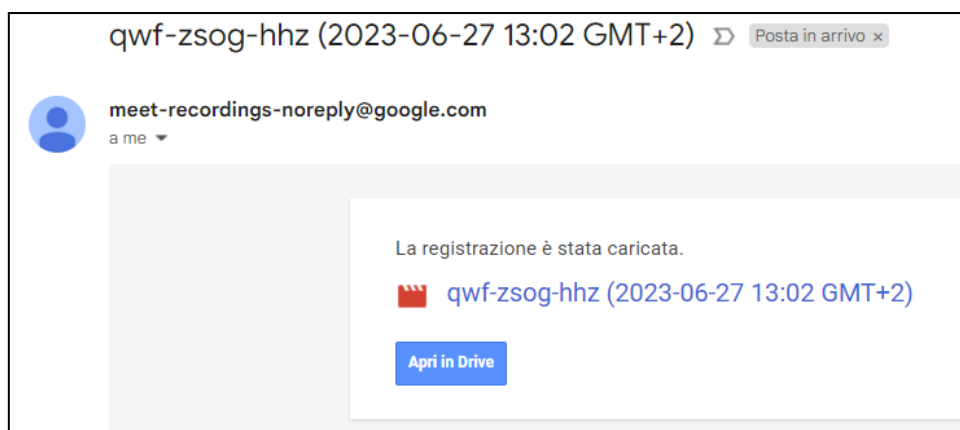 qwf-zsog-hhz (2023-06-27 13:02 GMT+2) Posta in arrivo ×
meet-recordings-noreply@google.com
a me
La registrazione è stata caricata.
qwf-zsog-hhz (2023-06-27 13:02 GMT+2)
Apri in Drive